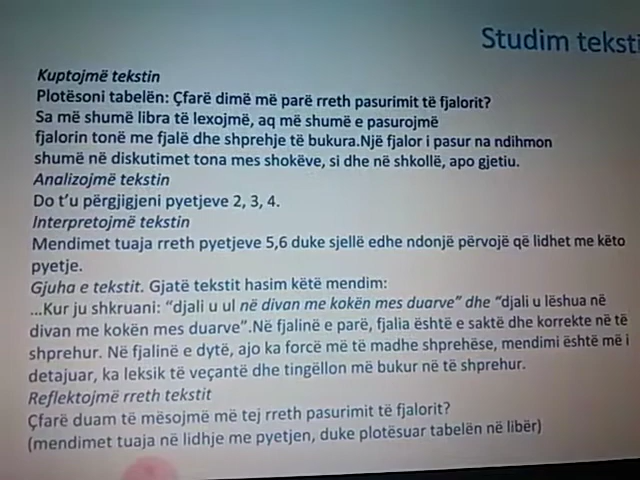 Studim teksti
Kuptojmë tekstin
Plotësoni tabelën: Çfarë dimë më parë rreth pasurimit të fjalorit?
Sa më shumë libra të lexojmë, aq më shumë e pasurojmë
fjalorin tonë me fjalë dhe shprehje të bukura.Një fjalor i pasur na ndihmon
shumë në diskutimet tona mes shokëve, si dhe në shkollë, apo gjetiu.
Analizojmë tekstin
Do t'u përgjigjeni pyetjeve 2, 3, 4.
Interpretojmë tekstin
Mendimet tuaja rreth pyetjeve 5,6 duke sjellë edhe ndonjë përvojë që lidhet me këto
pyetje.
Gjuha e tekstit. Gjatë tekstit hasim këtë mendim:
...Kur ju shkruani: “djali u ul në divan me kokën mes duarve” dhe “djali u lëshua në
divan me kokën mes duarve”.Në fjalinë e parë, fjalia është e saktë dhe korrekte në të
shprehur. Në fjalinë e dytë, ajo ka forcë më të madhe shprehëse, mendimi është më i
detajuar, ka leksik të veçantë dhe tingëllon më bukur në të shprehur.
Reflektojmë rreth tekstit
Çfarë duam të mësojmë më tej rreth pasurimit të fjalorit?
(mendimet tuaja në lidhje me pyetjen, duke plotësuar tabelën në libër)